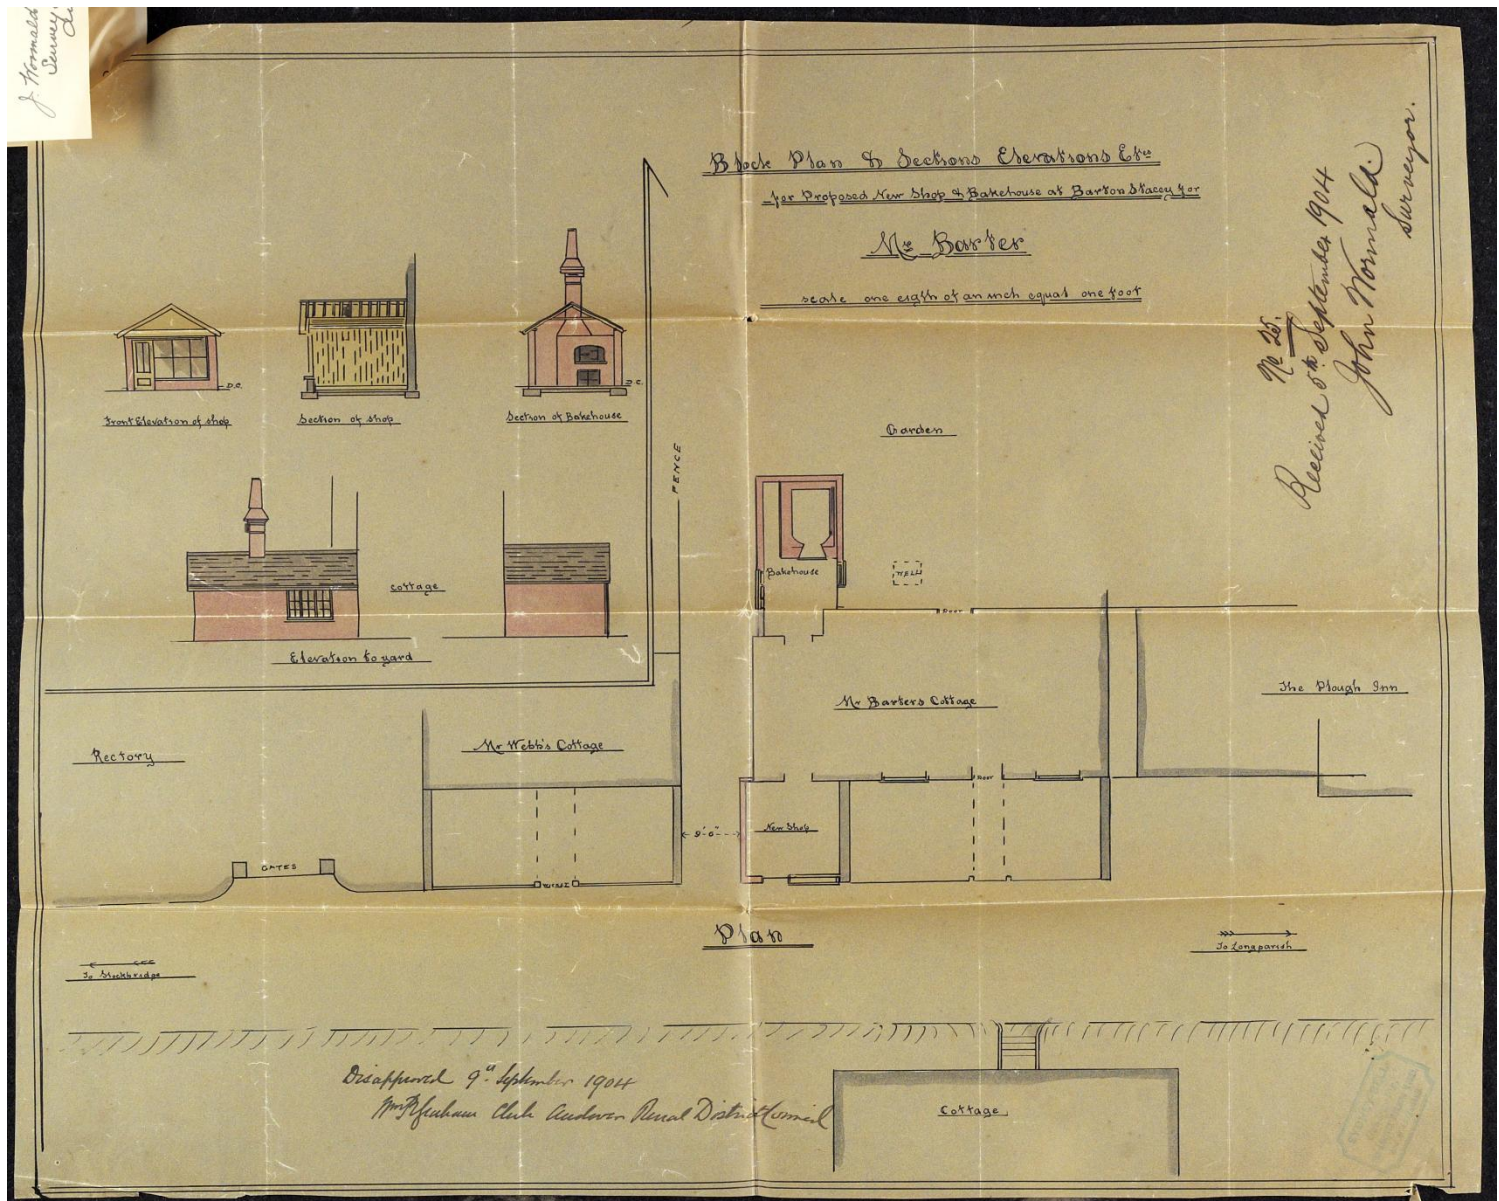 J. Wormald
Survey
Block Plan & Sections Elevations Etcs
for Proposed New Shop & Bakehouse at Barton Stacey for
Mr Barter
scale one eigth of an inch equal one foot
No 25.
Received 5th September 1904
John Wormald.
Surveyor.
D.C.
D.C.
Front Elevation of shop
Section of shop
Section of Bakehouse
Garden
FENCE
Bakehouse
WELL
Cottage
Door
Elevation to yard
Mr Barters Cottage
The Plough Inn
Rectory
Mr Webb's Cottage
Door
New Shop
9'-0"
GATES
Plan
To Longparish
To Stockbridge
Disapproved 9th September 1904
Clerk Andover Rural District Council
Cottage